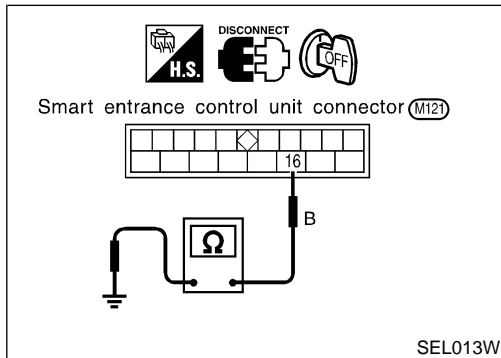 DISCONNECT
H.S.
OFF
Smart entrance control unit connector (M121)
16
B
Ω
SEL013W